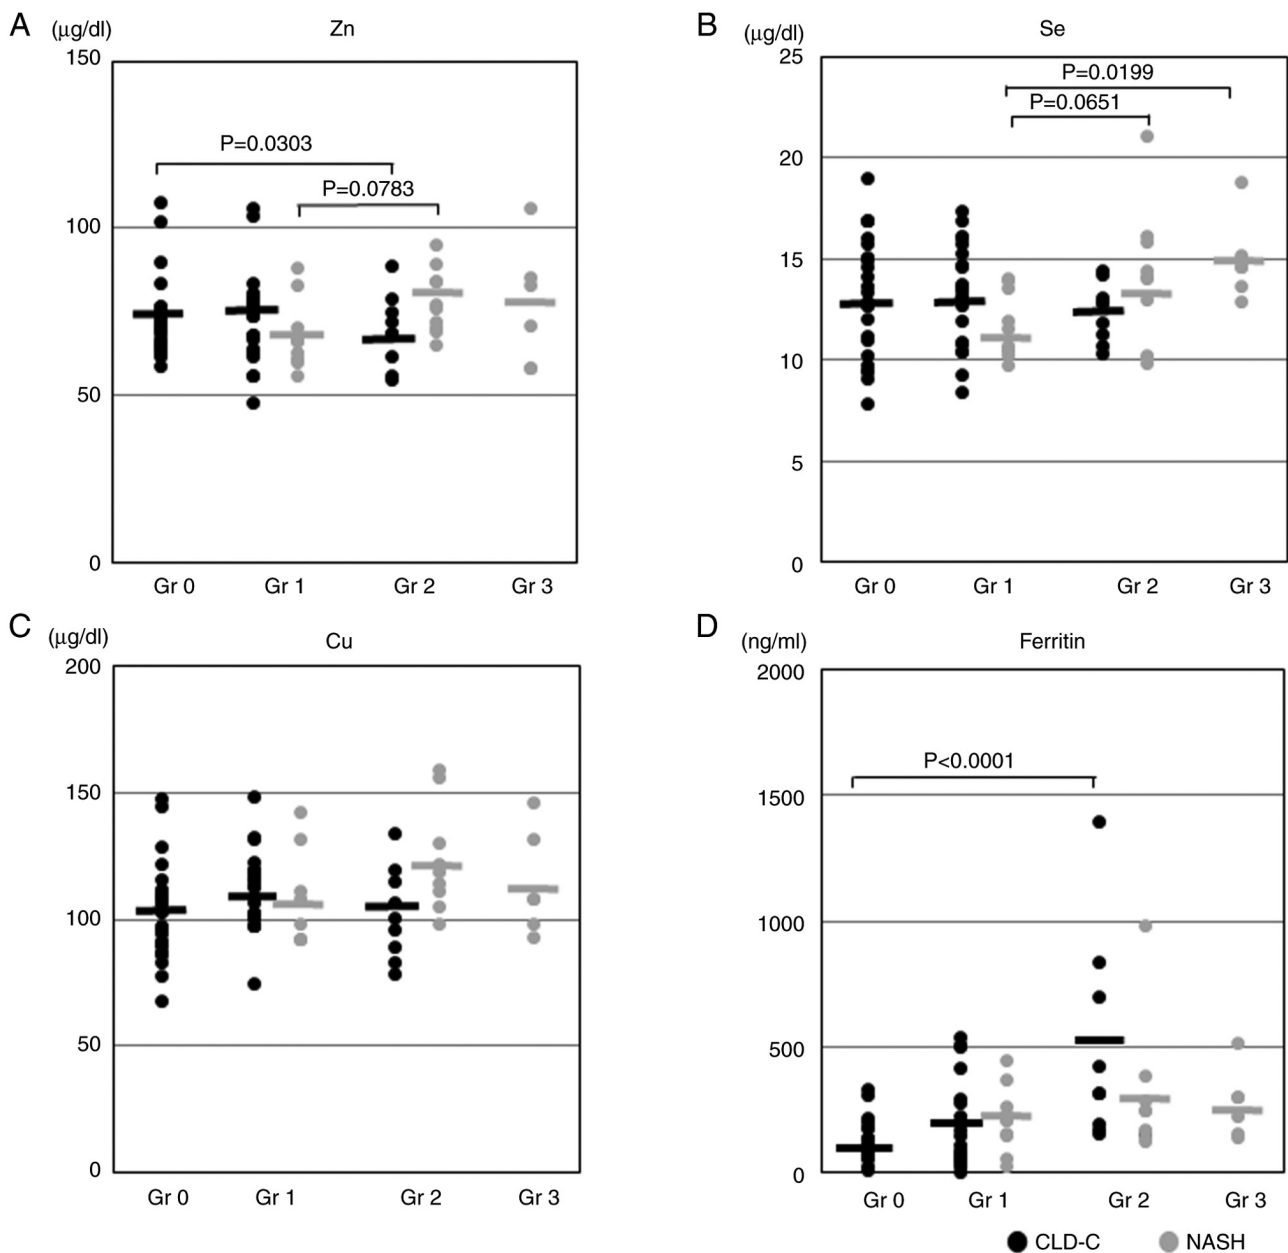 A (μg/dl) Zn
150
P=0.0303
P=0.0783
100
50
0
Gr 0 Gr 1 Gr 2 Gr 3
B (μg/dl) Se
25
P=0.0199
P=0.0651
20
15
10
5
0
Gr 0 Gr 1 Gr 2 Gr 3
C (μg/dl) Cu
200
150
100
50
0
Gr 0 Gr 1 Gr 2 Gr 3
D (ng/ml) Ferritin
2000
P<0.0001
1500
1000
500
0
Gr 0 Gr 1 Gr 2 Gr 3
CLD-C NASH